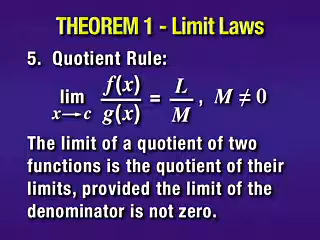 THEOREM 1 - Limit Laws
5. Quotient Rule:
lim x→c f(x)/g(x) = L/M , M ≠ 0
The limit of a quotient of two
functions is the quotient of their
limits, provided the limit of the
denominator is not zero.